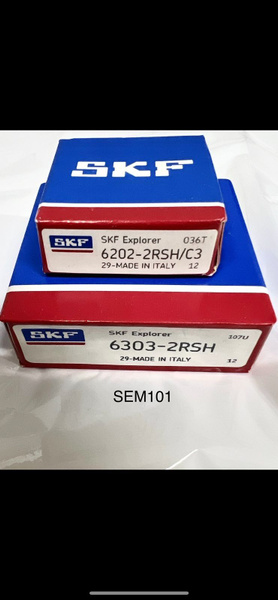 SKF
SKF
SKF Explorer 036T
6202-2RSH/C3
29-MADE IN ITALY 12
SKF
SKF Explorer 107U
6303-2RSH
29-MADE IN ITALY 12
SEM101